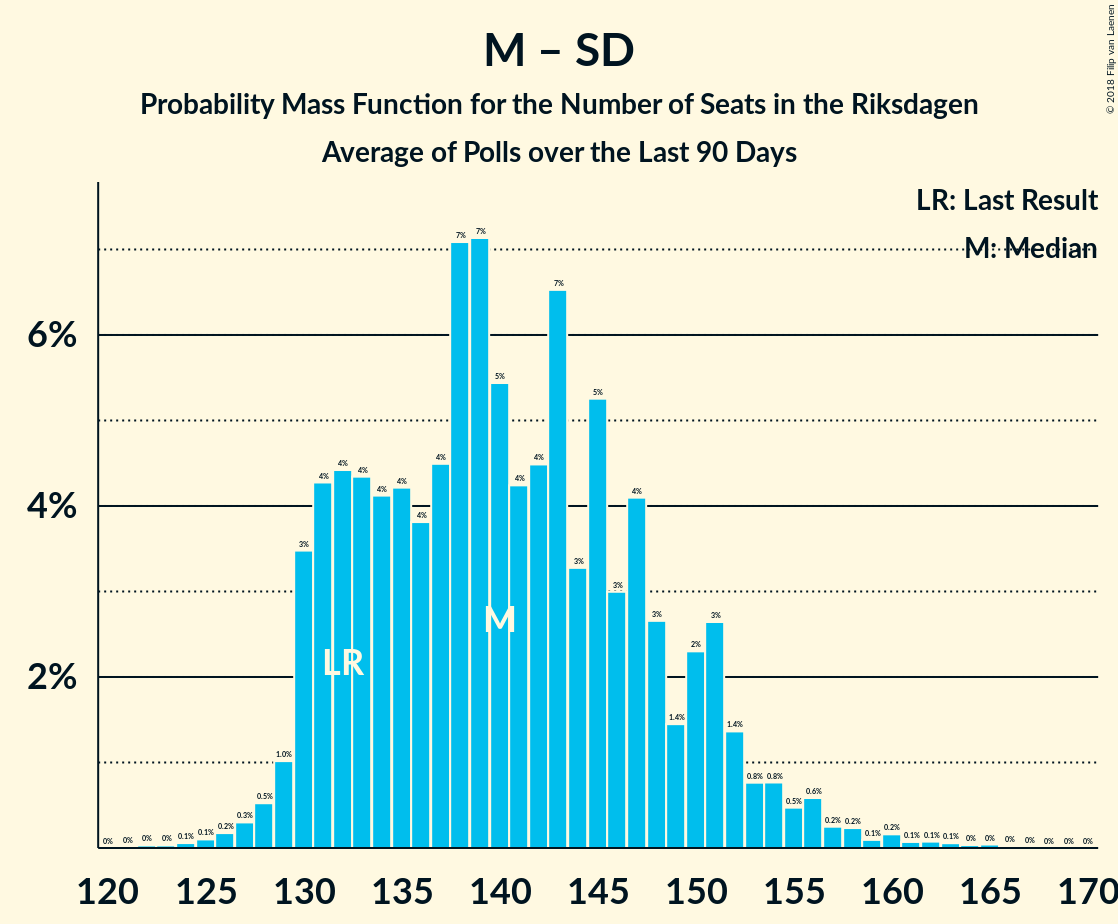 M – SD
Probability Mass Function for the Number of Seats in the Riksdagen
Average of Polls over the Last 90 Days
© 2018 Filip van Laenen
LR: Last Result
M: Median
6%
4%
2%
0% 0% 0% 0% 0.1% 0.1% 0.2% 0.3% 0.5% 1.0% 3% 4% 4% 4% 4% 4% 4% 4% 7% 7% 5% 4% 4% 7% 3% 5% 3% 4% 3% 1.4% 2% 3% 1.4% 0.8% 0.8% 0.5% 0.6% 0.2% 0.2% 0.1% 0.2% 0.1% 0.1% 0.1% 0% 0% 0% 0% 0% 0% 0%
M
LR
120 125 130 135 140 145 150 155 160 165 170